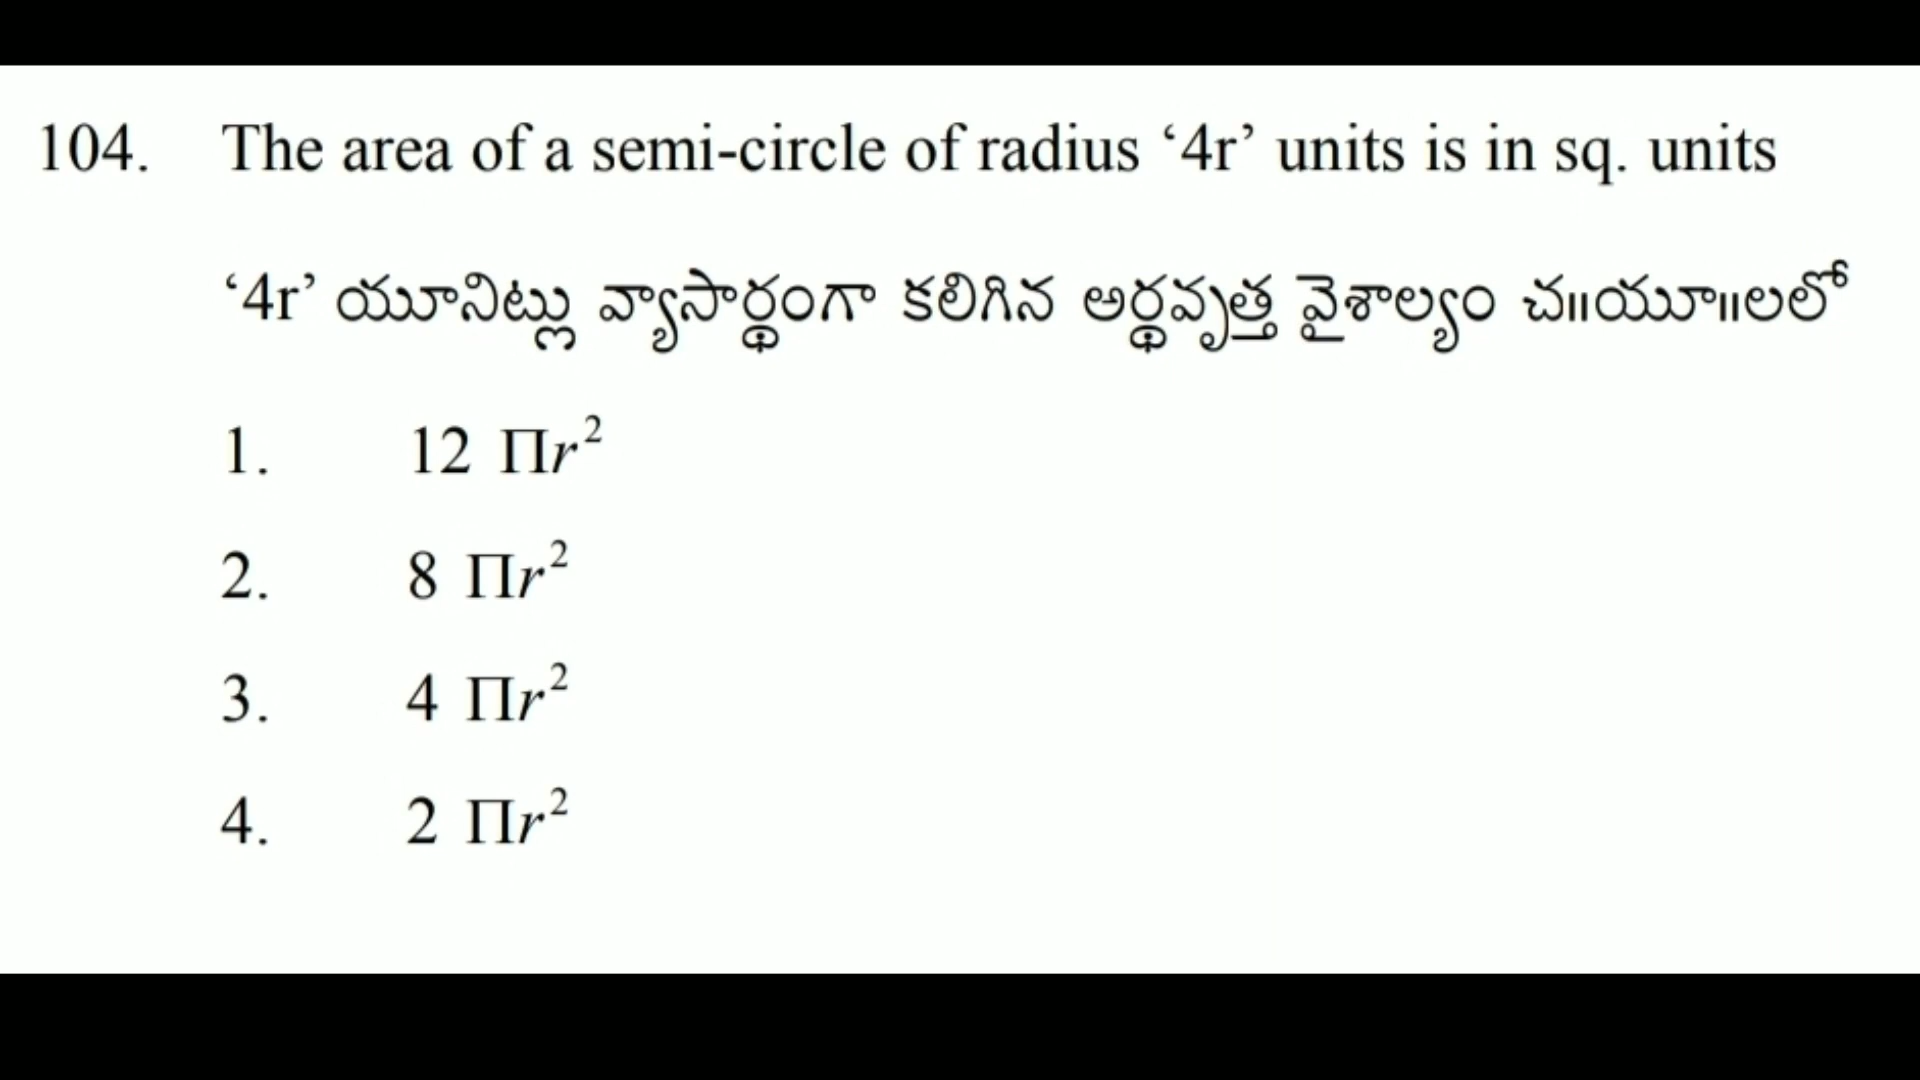 104. The area of a semi-circle of radius ‘4r’ units is in sq. units
‘4r’ యూనిట్లు వ్యాసార్థంగా కలిగిన అర్థవృత్త వైశాల్యం చ॥యూ॥లలో
1. 12 Πr²
2. 8 Πr²
3. 4 Πr²
4. 2 Πr²